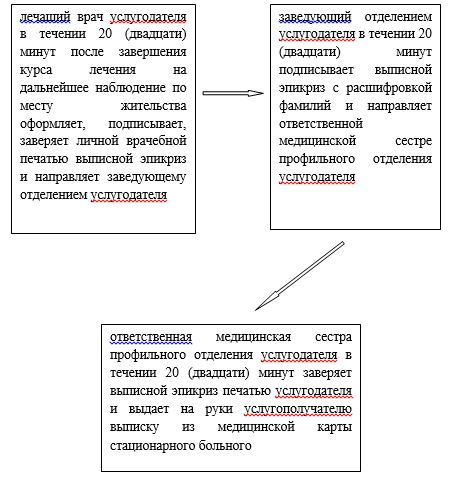 лечащий врач услугодателя
в течении 20 (двадцати)
минут после завершения
курса лечения на
дальнейшее наблюдение по
месту жительства
оформляет, подписывает,
заверяет личной врачебной
печатью выписной эпикриз
и направляет заведующему
отделением услугодателя
заведующий отделением
услугодателя в течении 20
(двадцати) минут
подписывает выписной
эпикриз с расшифровкой
фамилий и направляет
ответственной
медицинской сестре
профильного отделения
услугодателя
ответственная медицинская сестра
профильного отделения услугодателя в
течении 20 (двадцати) минут заверяет
выписной эпикриз печатью услугодателя
и выдает на руки услугополучателю
выписку из медицинской карты
стационарного больного